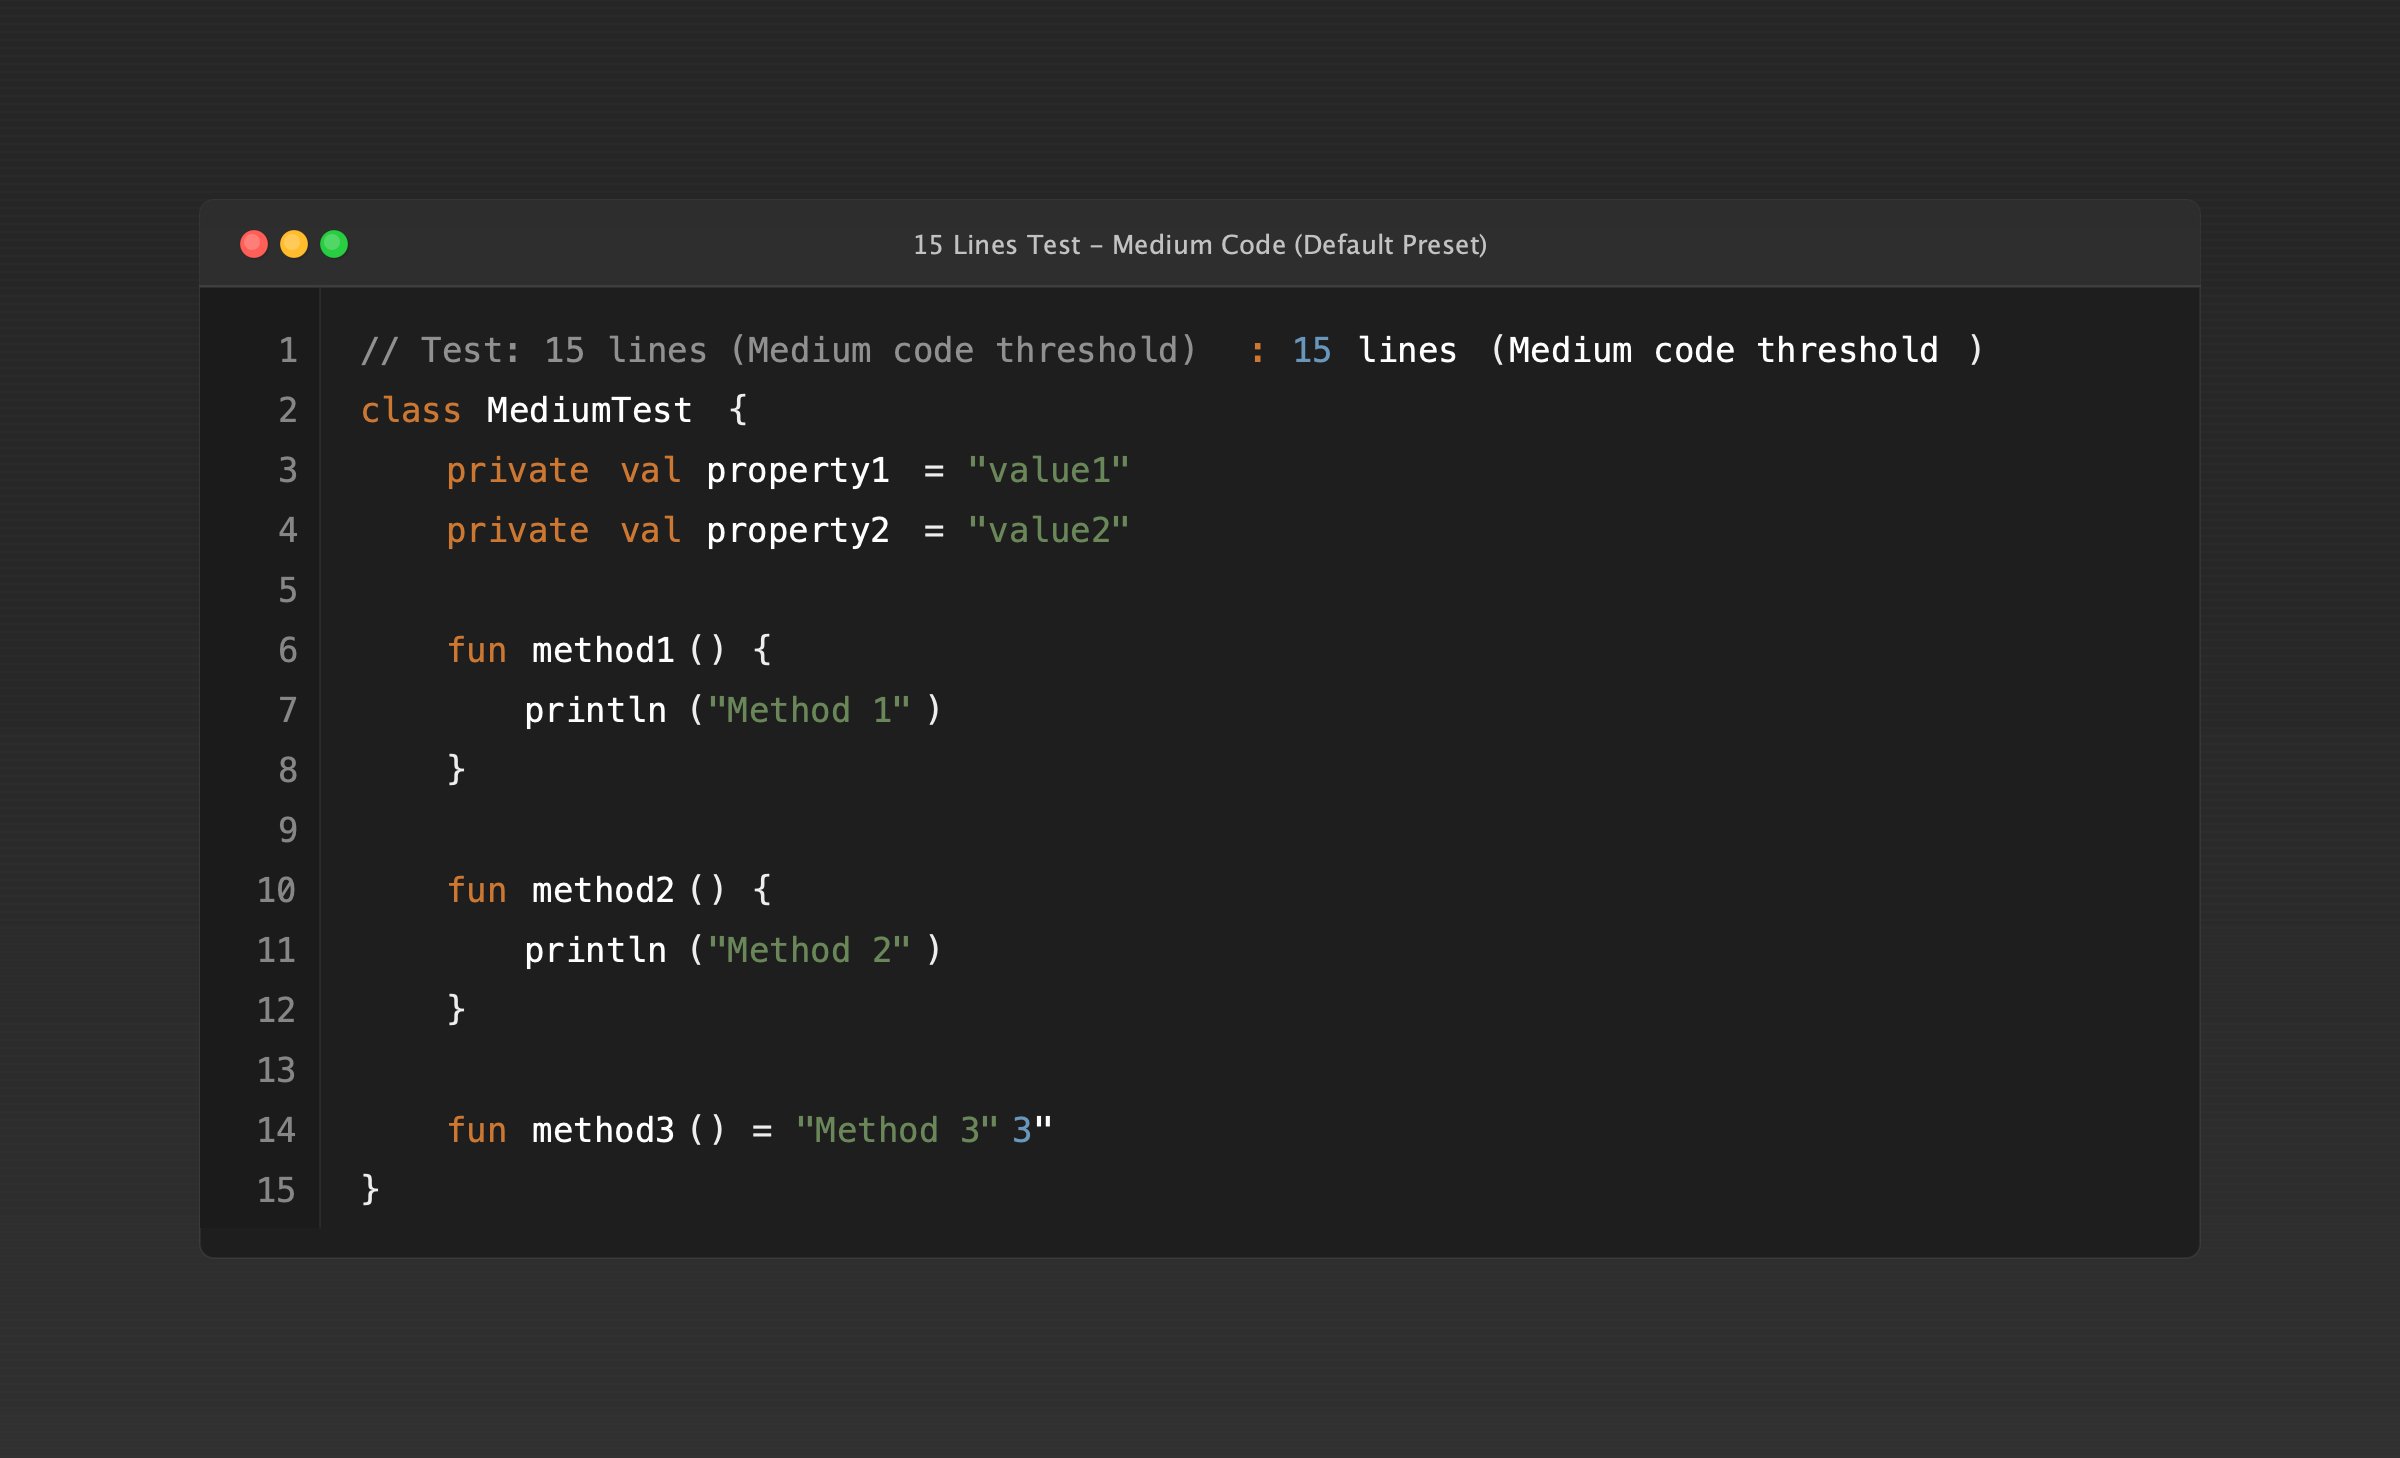 15 Lines Test – Medium Code (Default Preset)
1 // Test: 15 lines (Medium code threshold) : 15 lines (Medium code threshold )
2 class MediumTest {
3 private val property1 = "value1"
4 private val property2 = "value2"
5
6 fun method1 () {
7 println ("Method 1" )
8 }
9
10 fun method2 () {
11 println ("Method 2" )
12 }
13
14 fun method3 () = "Method 3" 3"
15 }